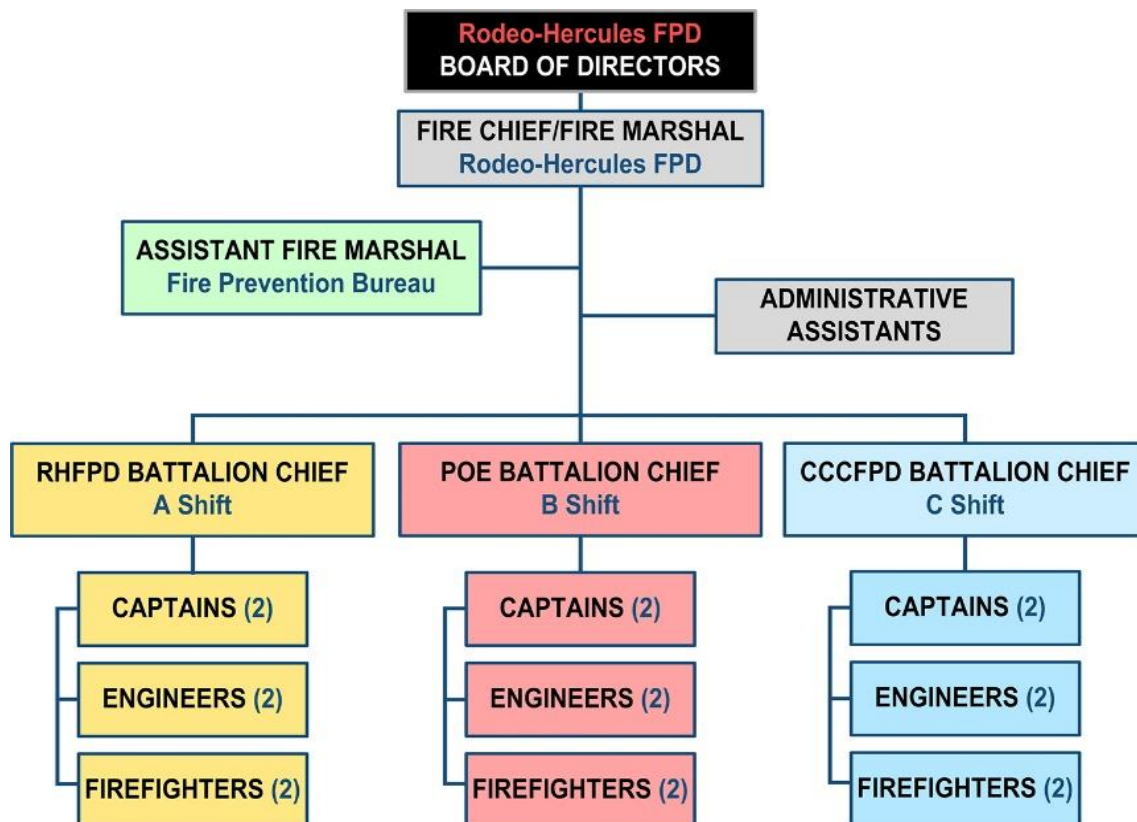 Rodeo-Hercules FPD
BOARD OF DIRECTORS
FIRE CHIEF/FIRE MARSHAL
Rodeo-Hercules FPD
ASSISTANT FIRE MARSHAL
Fire Prevention Bureau
ADMINISTRATIVE
ASSISTANTS
RHFPD BATTALION CHIEF
A Shift
CAPTAINS (2)
ENGINEERS (2)
FIREFIGHTERS (2)
POE BATTALION CHIEF
B Shift
CAPTAINS (2)
ENGINEERS (2)
FIREFIGHTERS (2)
CCCFPD BATTALION CHIEF
C Shift
CAPTAINS (2)
ENGINEERS (2)
FIREFIGHTERS (2)